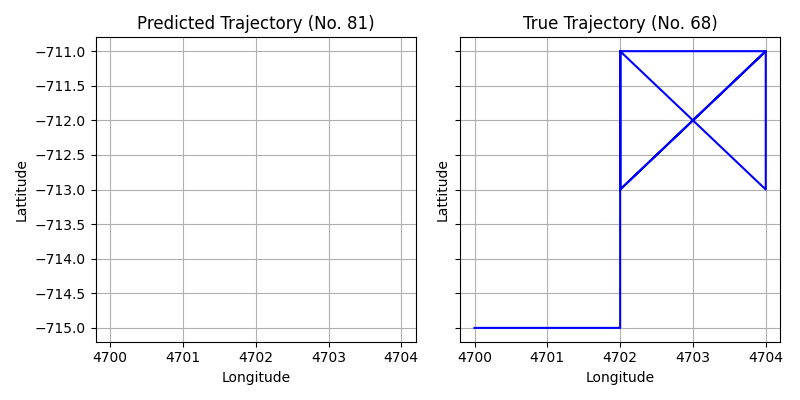 Predicted Trajectory (No. 81)
−711.0
−711.5
−712.0
−712.5
−713.0
−713.5
−714.0
−714.5
−715.0
Lattitude
4700 4701 4702 4703 4704
Longitude
True Trajectory (No. 68)
Lattitude
4700 4701 4702 4703 4704
Longitude